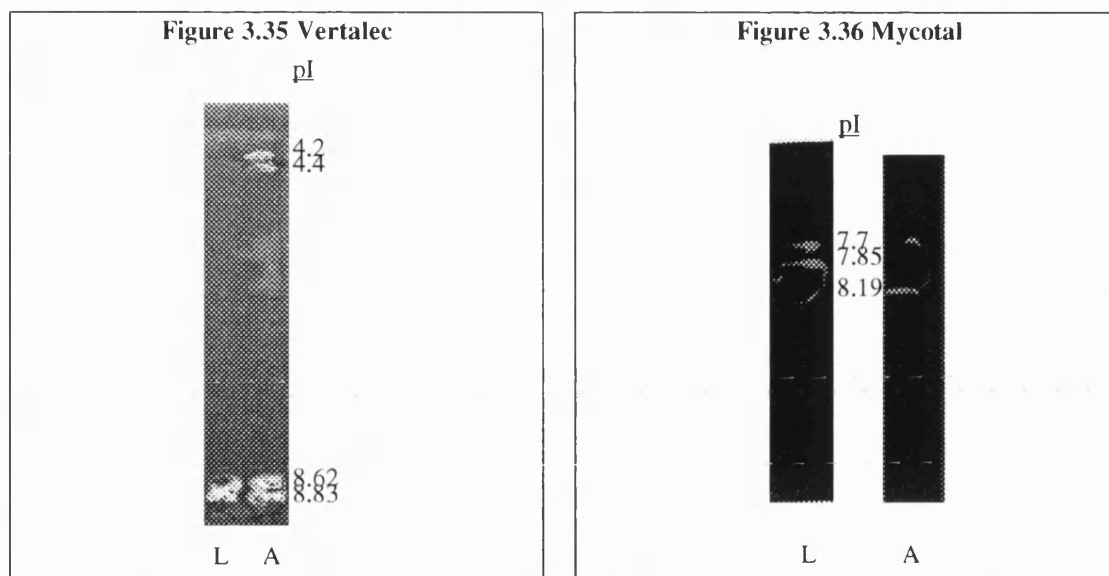 Figure 3.35 Vertalec
pI
4.2
4.4
8.62
8.83
L A
Figure 3.36 Mycotal
pI
7.7
7.85
8.19
L A